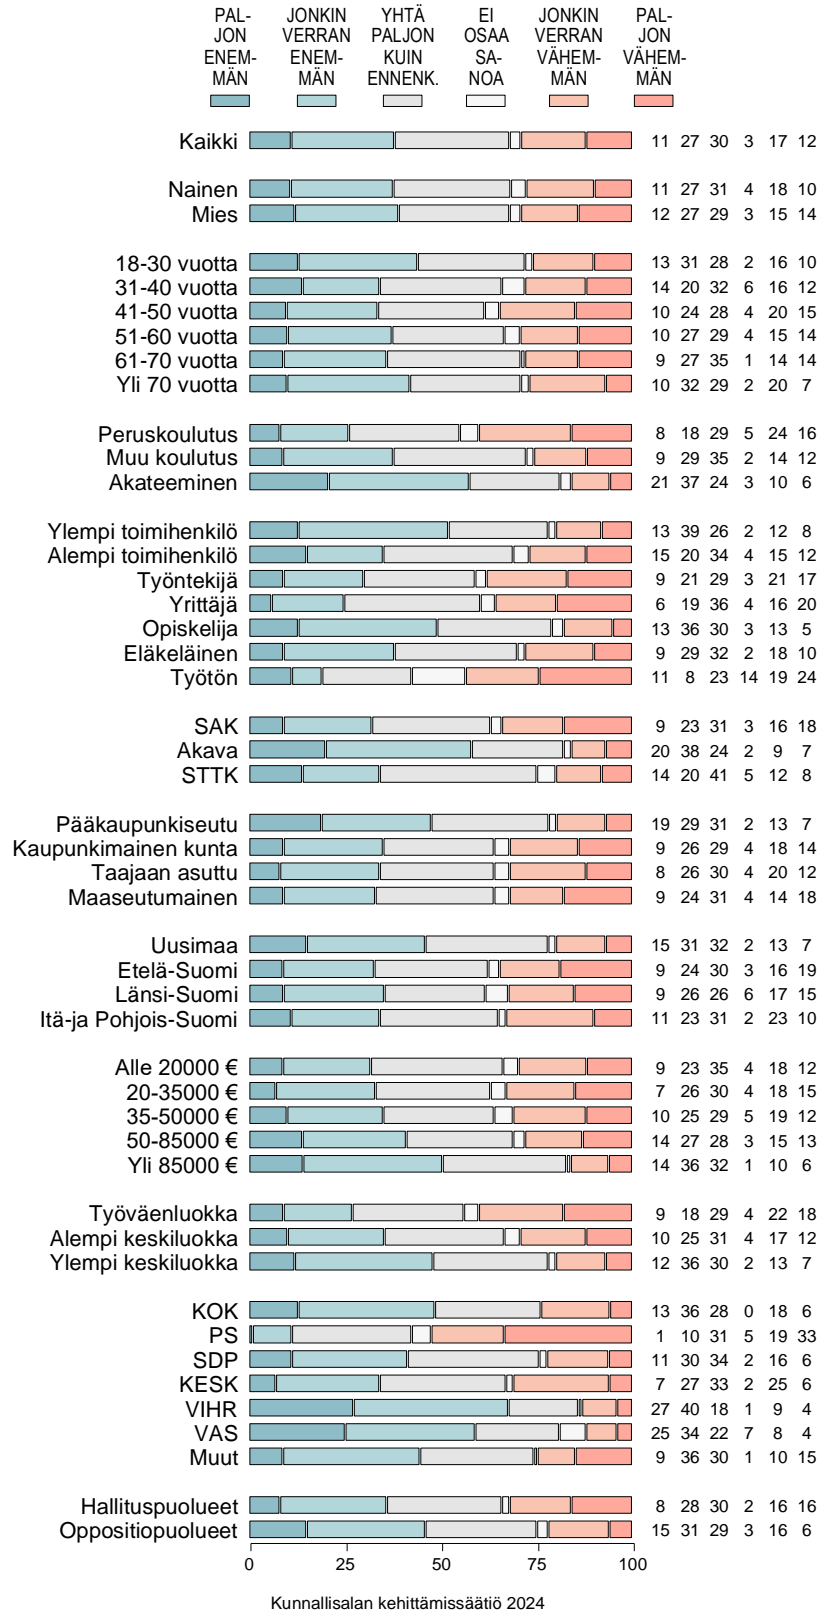 PAL- JONKIN YHTÄ EI JONKIN PAL-
JON VERRAN PALJON OSAA VERRAN JON
ENEM- ENEM- KUIN SA- VÄHEM- VÄHEM-
MÄN MÄN ENNENK. NOA MÄN MÄN
Kaikki 11 27 30 3 17 12
Nainen 11 27 31 4 18 10
Mies 12 27 29 3 15 14
18-30 vuotta 13 31 28 2 16 10
31-40 vuotta 14 20 32 6 16 12
41-50 vuotta 10 24 28 4 20 15
51-60 vuotta 10 27 29 4 15 14
61-70 vuotta 9 27 35 1 14 14
Yli 70 vuotta 10 32 29 2 20 7
Peruskoulutus 8 18 29 5 24 16
Muu koulutus 9 29 35 2 14 12
Akateeminen 21 37 24 3 10 6
Ylempi toimihenkilö 13 39 26 2 12 8
Alempi toimihenkilö 15 20 34 4 15 12
Työntekijä 9 21 29 3 21 17
Yrittäjä 6 19 36 4 16 20
Opiskelija 13 36 30 3 13 5
Eläkeläinen 9 29 32 2 18 10
Työtön 11 8 23 14 19 24
SAK 9 23 31 3 16 18
Akava 20 38 24 2 9 7
STTK 14 20 41 5 12 8
Pääkaupunkiseutu 19 29 31 2 13 7
Kaupunkimainen kunta 9 26 29 4 18 14
Taajaan asuttu 8 26 30 4 20 12
Maaseutumainen 9 24 31 4 14 18
Uusimaa 15 31 32 2 13 7
Etelä-Suomi 9 24 30 3 16 19
Länsi-Suomi 9 26 26 6 17 15
Itä-ja Pohjois-Suomi 11 23 31 2 23 10
Alle 20000 € 9 23 35 4 18 12
20-35000 € 7 26 30 4 18 15
35-50000 € 10 25 29 5 19 12
50-85000 € 14 27 28 3 15 13
Yli 85000 € 14 36 32 1 10 6
Työväenluokka 9 18 29 4 22 18
Alempi keskiluokka 10 25 31 4 17 12
Ylempi keskiluokka 12 36 30 2 13 7
KOK 13 36 28 0 18 6
PS 1 10 31 5 19 33
SDP 11 30 34 2 16 6
KESK 7 27 33 2 25 6
VIHR 27 40 18 1 9 4
VAS 25 34 22 7 8 4
Muut 9 36 30 1 10 15
Hallituspuolueet 8 28 30 2 16 16
Oppositiopuolueet 15 31 29 3 16 6
0 25 50 75 100
Kunnallisalan kehittämissäätiö 2024